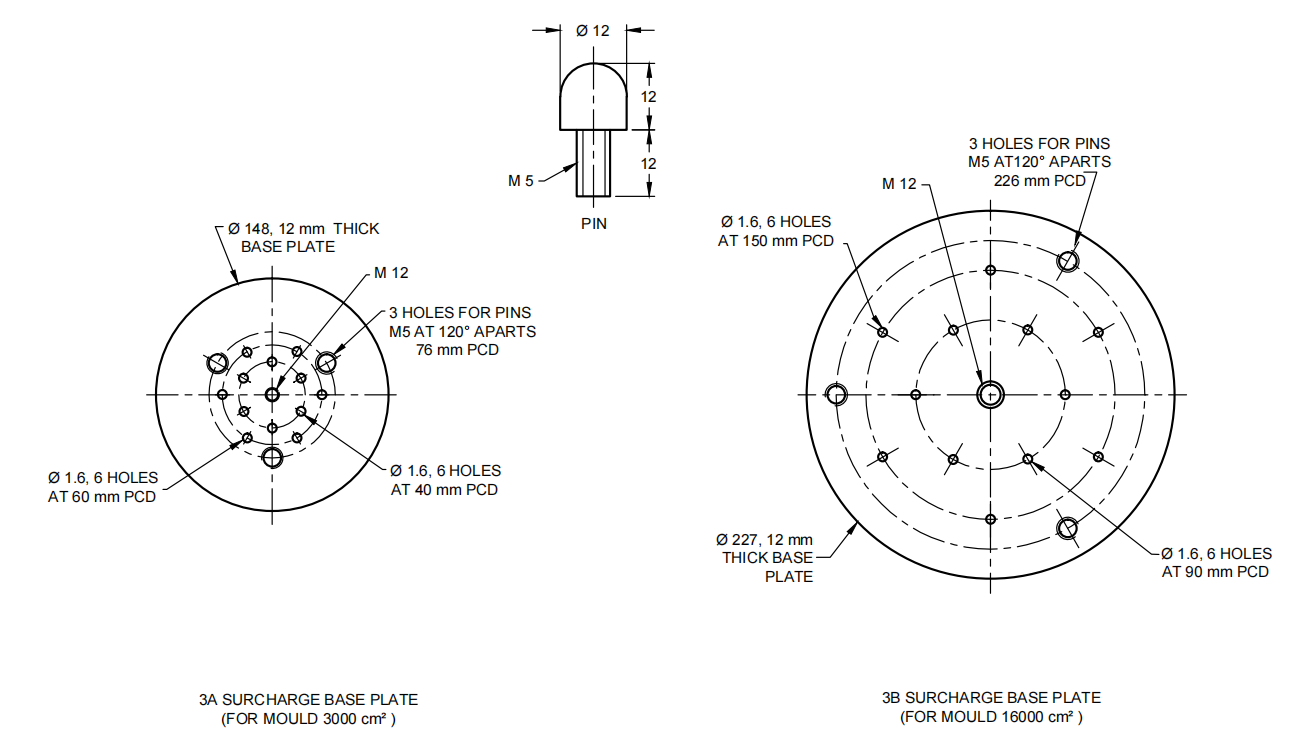 Ø 12
12
12
M 5
PIN
Ø 148, 12 mm THICK
BASE PLATE
M 12
3 HOLES FOR PINS
M5 AT 120° APARTS
76 mm PCD
Ø 1.6, 6 HOLES
AT 60 mm PCD
Ø 1.6, 6 HOLES
AT 40 mm PCD
3A SURCHARGE BASE PLATE
(FOR MOULD 3000 cm² )
3 HOLES FOR PINS
M5 AT120° APARTS
226 mm PCD
M 12
Ø 1.6, 6 HOLES
AT 150 mm PCD
Ø 227, 12 mm
THICK BASE
PLATE
Ø 1.6, 6 HOLES
AT 90 mm PCD
3B SURCHARGE BASE PLATE
(FOR MOULD 16000 cm² )